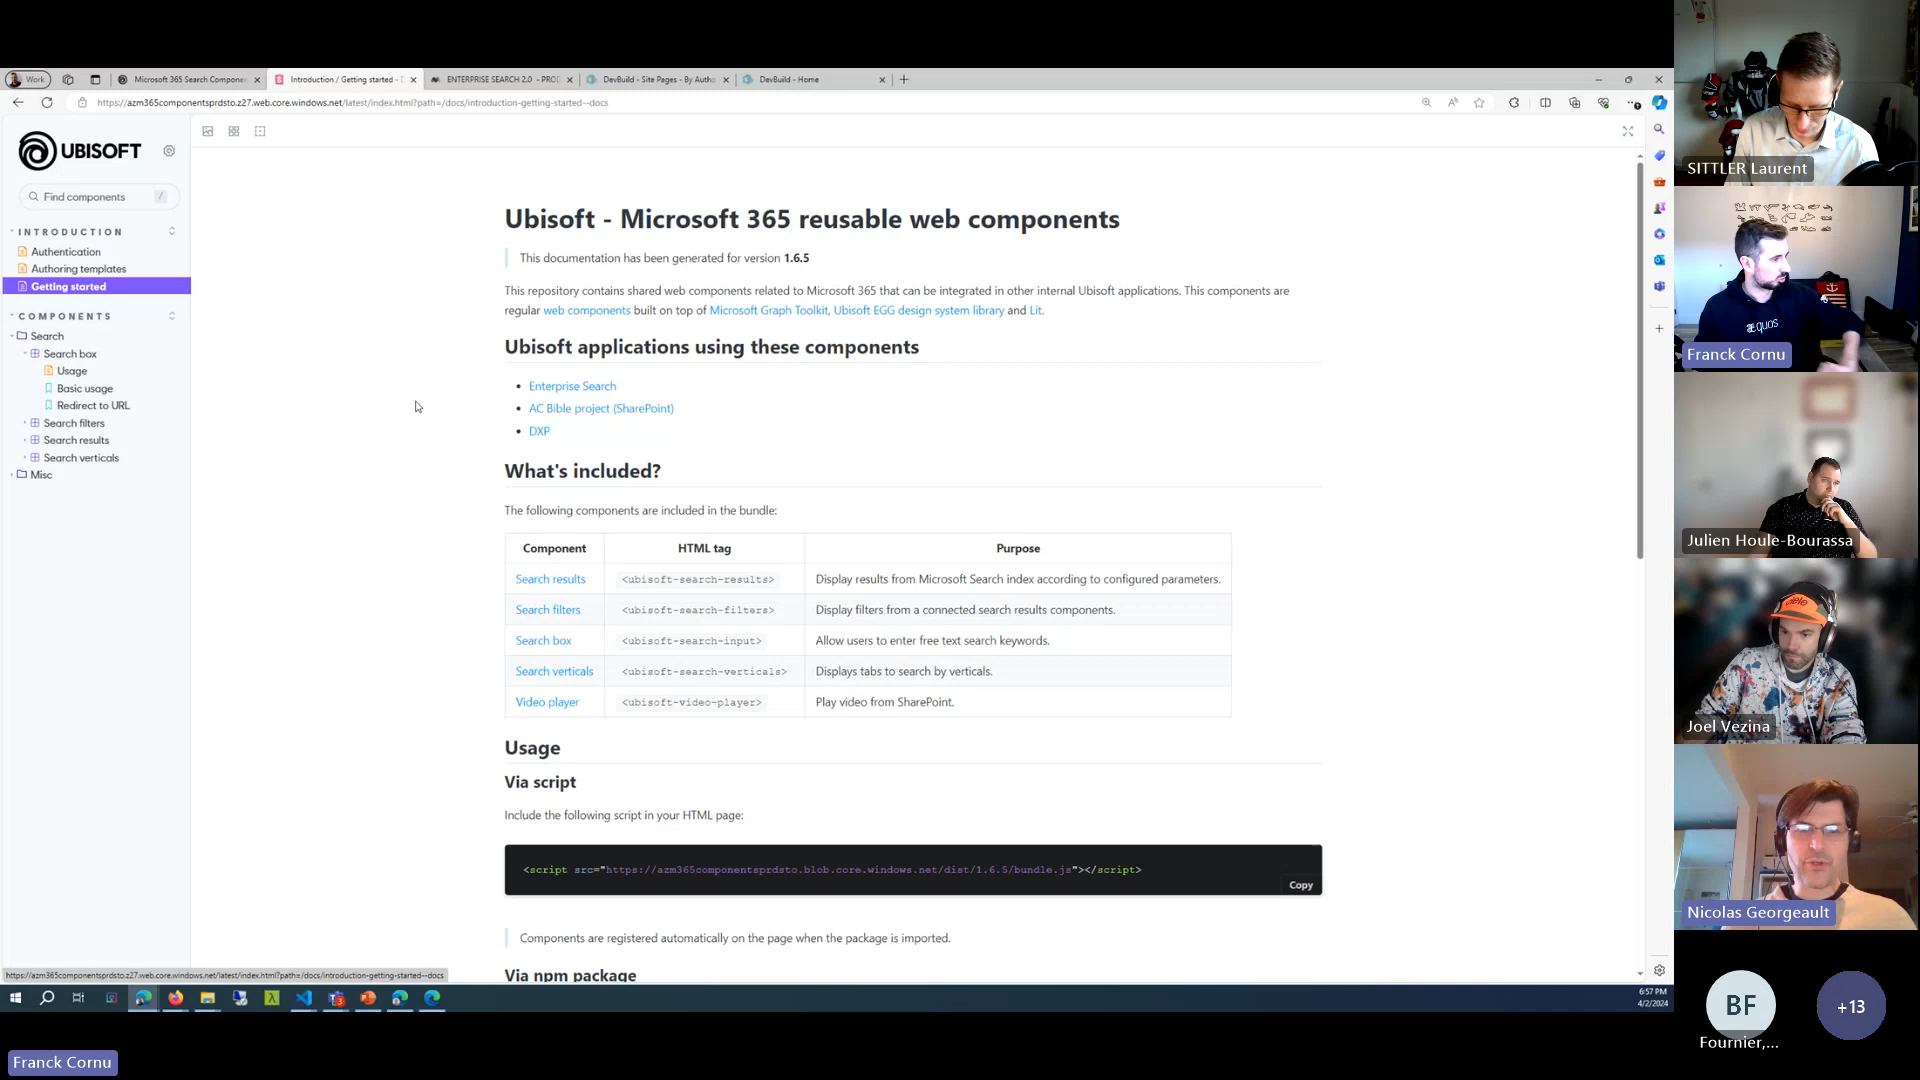 Work
Microsoft 365 Search Compone
Introduction / Getting started -
ENTERPRISE SEARCH 2.0 - PROD
DevBuild - Site Pages - By Autho
DevBuild - Home
https://azm365componentsprdsto.z27.web.core.windows.net/latest/index.html?path=/docs/introduction-getting-started--docs
UBISOFT
Find components /
INTRODUCTION
Authentication
Authoring templates
Getting started
COMPONENTS
Search
Search box
Usage
Basic usage
Redirect to URL
Search filters
Search results
Search verticals
Misc
Ubisoft - Microsoft 365 reusable web components
This documentation has been generated for version 1.6.5
This repository contains shared web components related to Microsoft 365 that can be integrated in other internal Ubisoft applications. This components are
regular web components built on top of Microsoft Graph Toolkit, Ubisoft EGG design system library and Lit.
Ubisoft applications using these components
• Enterprise Search
• AC Bible project (SharePoint)
• DXP
What's included?
The following components are included in the bundle:
Component HTML tag Purpose
Search results <ubisoft-search-results> Display results from Microsoft Search index according to configured parameters.
Search filters <ubisoft-search-filters> Display filters from a connected search results components.
Search box <ubisoft-search-input> Allow users to enter free text search keywords.
Search verticals <ubisoft-search-verticals> Displays tabs to search by verticals.
Video player <ubisoft-video-player> Play video from SharePoint.
Usage
Via script
Include the following script in your HTML page:
<script src="https://azm365componentsprdsto.blob.core.windows.net/dist/1.6.5/bundle.js"></script>
Copy
Components are registered automatically on the page when the package is imported.
Via npm package
https://azm365componentsprdsto.z27.web.core.windows.net/latest/index.html?path=/docs/introduction-getting-started--docs
6:57 PM
4/2/2024
SITTLER Laurent
æquos
Franck Cornu
Julien Houle-Bourassa
Joel Vezina
Nicolas Georgeault
BF
Fournier,...
+13
Franck Cornu